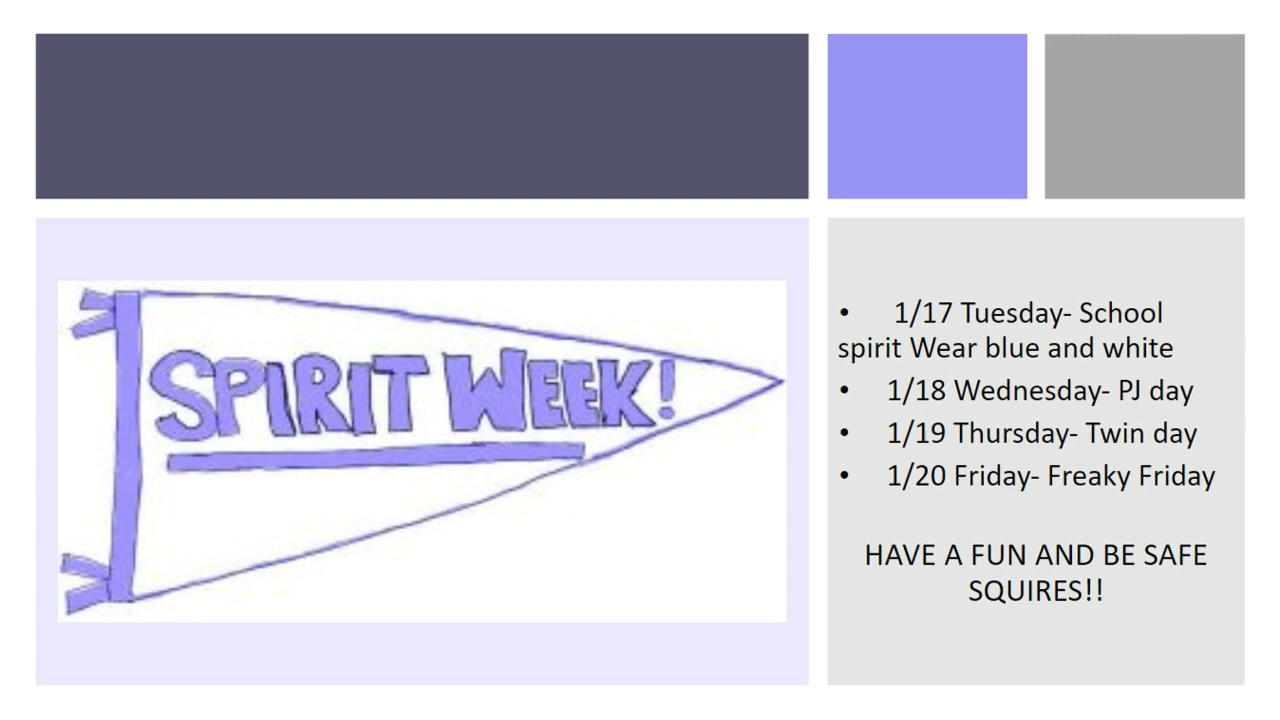 SPIRIT WEEK!
• 1/17 Tuesday- School
spirit Wear blue and white
• 1/18 Wednesday- PJ day
• 1/19 Thursday- Twin day
• 1/20 Friday- Freaky Friday
HAVE A FUN AND BE SAFE
SQUIRES!!